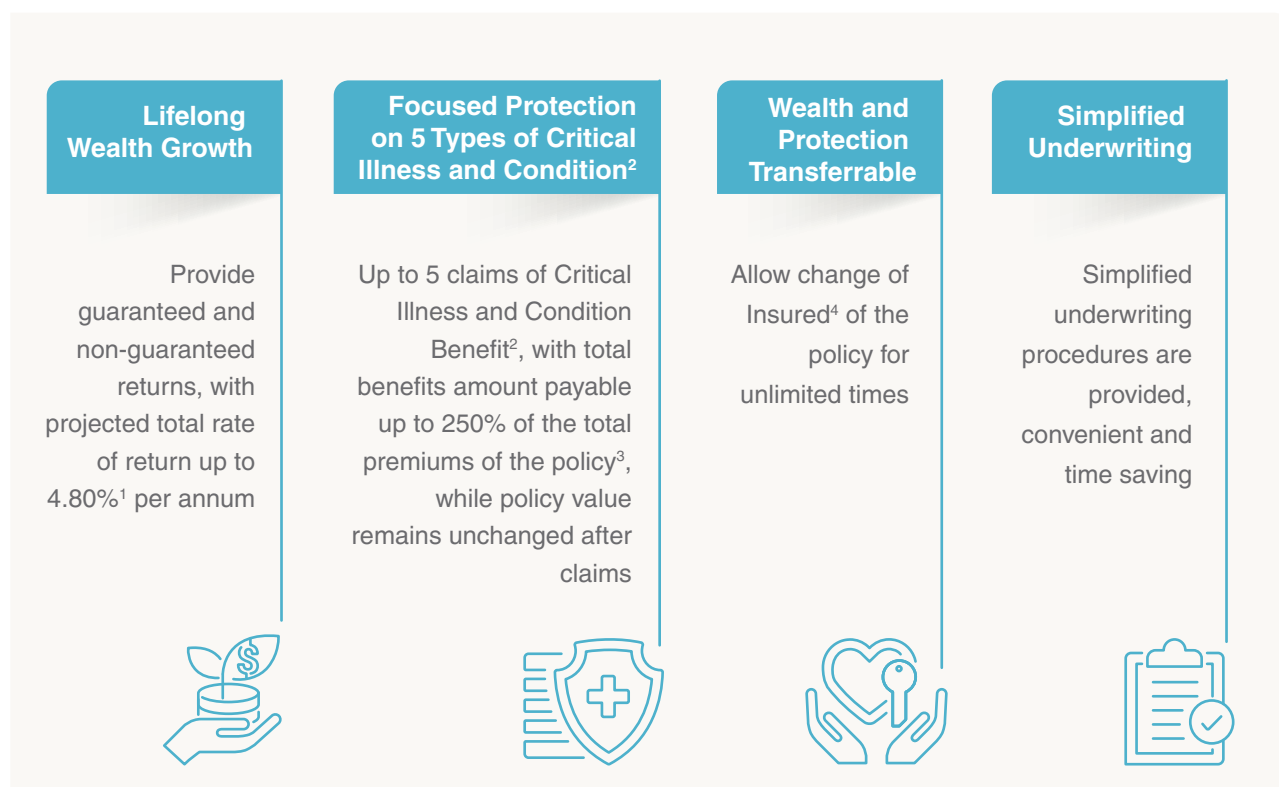 Lifelong
Wealth Growth
Provide
guaranteed and
non-guaranteed
returns, with
projected total rate
of return up to
4.80%¹ per annum
Focused Protection
on 5 Types of Critical
Illness and Condition²
Up to 5 claims of Critical
Illness and Condition
Benefit², with total
benefits amount payable
up to 250% of the total
premiums of the policy³,
while policy value
remains unchanged after
claims
Wealth and
Protection
Transferrable
Allow change of
Insured⁴ of the
policy for
unlimited times
Simplified
Underwriting
Simplified
underwriting
procedures are
provided,
convenient and
time saving
$